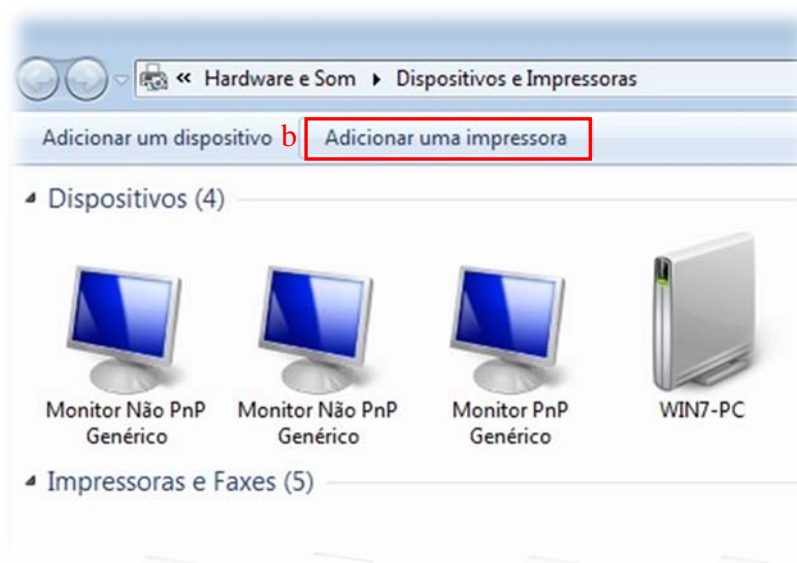 « Hardware e Som ▸ Dispositivos e Impressoras
Adicionar um dispositivo b Adicionar uma impressora
Dispositivos (4)
Monitor Não PnP Genérico
Monitor Não PnP Genérico
Monitor PnP Genérico
WIN7-PC
Impressoras e Faxes (5)